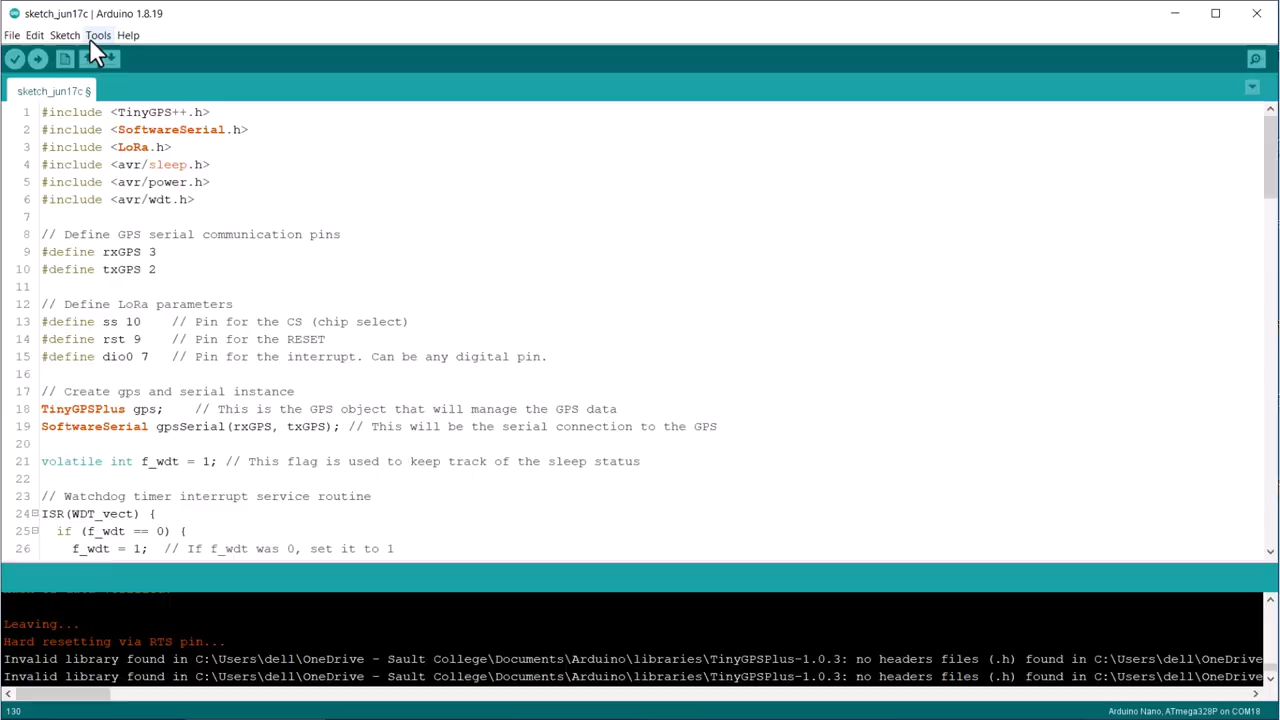 sketch_jun17c | Arduino 1.8.19
File Edit Sketch Tools Help
sketch_jun17c §
1 #include <TinyGPS++.h>
2 #include <SoftwareSerial.h>
3 #include <LoRa.h>
4 #include <avr/sleep.h>
5 #include <avr/power.h>
6 #include <avr/wdt.h>
7
8 // Define GPS serial communication pins
9 #define rxGPS 3
10 #define txGPS 2
11
12 // Define LoRa parameters
13 #define ss 10    // Pin for the CS (chip select)
14 #define rst 9    // Pin for the RESET
15 #define dio0 7   // Pin for the interrupt. Can be any digital pin.
16
17 // Create gps and serial instance
18 TinyGPSPlus gps;    // This is the GPS object that will manage the GPS data
19 SoftwareSerial gpsSerial(rxGPS, txGPS); // This will be the serial connection to the GPS
20
21 volatile int f_wdt = 1; // This flag is used to keep track of the sleep status
22
23 // Watchdog timer interrupt service routine
24 ISR(WDT_vect) {
25   if (f_wdt == 0) {
26     f_wdt = 1;  // If f_wdt was 0, set it to 1
Leaving...
Hard resetting via RTS pin...
Invalid library found in C:\Users\dell\OneDrive - Sault College\Documents\Arduino\libraries\TinyGPSPlus-1.0.3: no headers files (.h) found in C:\Users\dell\OneDrive
Invalid library found in C:\Users\dell\OneDrive - Sault College\Documents\Arduino\libraries\TinyGPSPlus-1.0.3: no headers files (.h) found in C:\Users\dell\OneDrive
130
Arduino Nano, ATmega328P on COM18